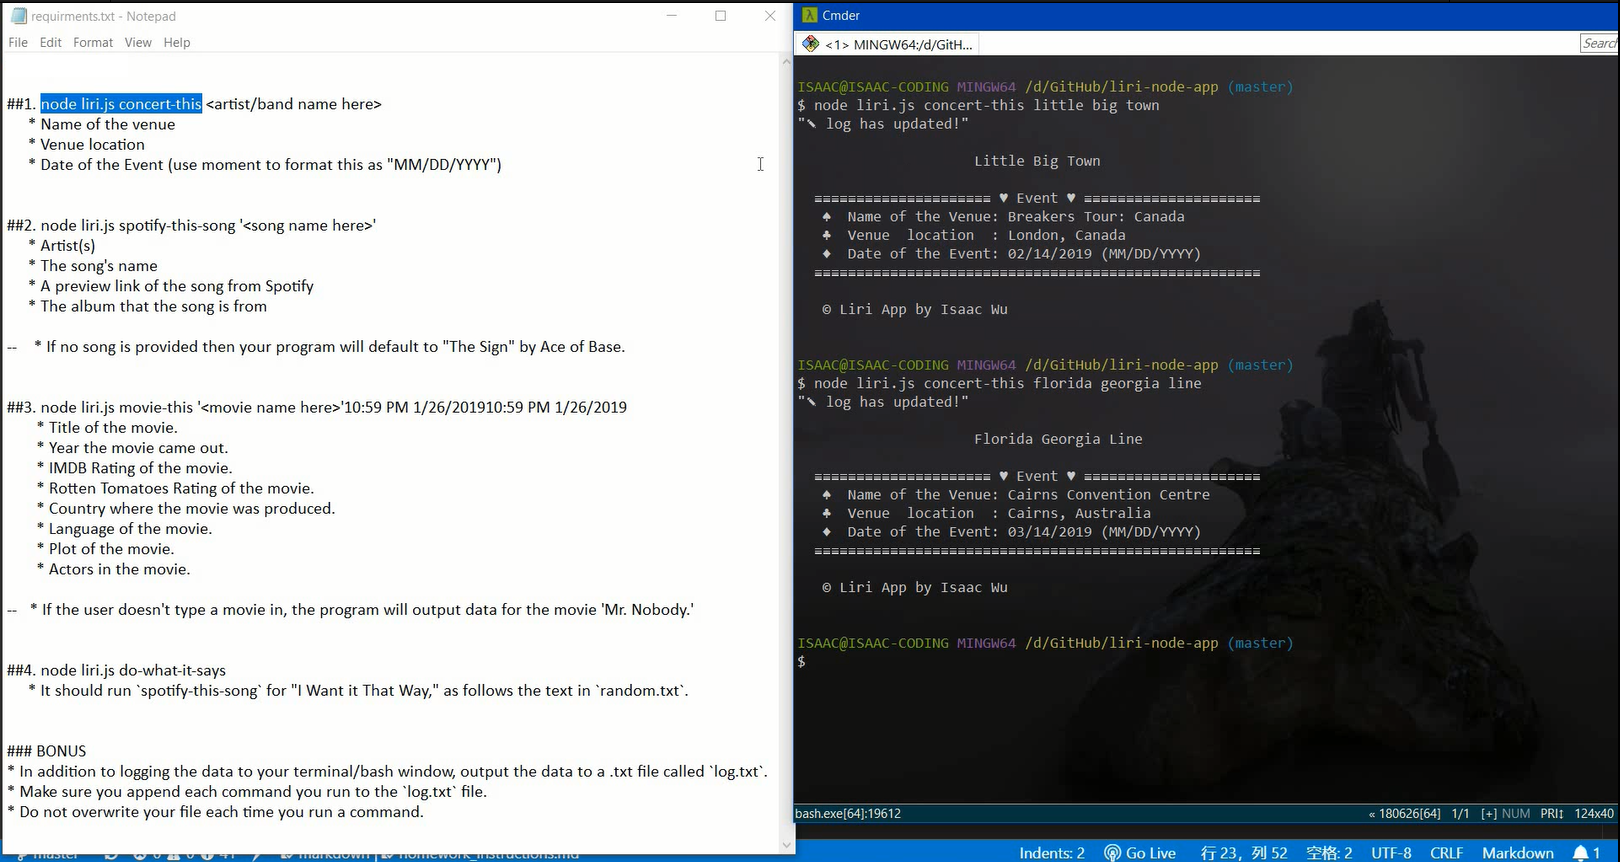 requirments.txt - Notepad
File Edit Format View Help
##1. node liri.js concert-this <artist/band name here>
* Name of the venue
* Venue location
* Date of the Event (use moment to format this as "MM/DD/YYYY")
##2. node liri.js spotify-this-song '<song name here>'
* Artist(s)
* The song's name
* A preview link of the song from Spotify
* The album that the song is from
-- * If no song is provided then your program will default to "The Sign" by Ace of Base.
##3. node liri.js movie-this '<movie name here>'10:59 PM 1/26/201910:59 PM 1/26/2019
* Title of the movie.
* Year the movie came out.
* IMDB Rating of the movie.
* Rotten Tomatoes Rating of the movie.
* Country where the movie was produced.
* Language of the movie.
* Plot of the movie.
* Actors in the movie.
-- * If the user doesn't type a movie in, the program will output data for the movie 'Mr. Nobody.'
##4. node liri.js do-what-it-says
* It should run `spotify-this-song` for "I Want it That Way," as follows the text in `random.txt`.
### BONUS
* In addition to logging the data to your terminal/bash window, output the data to a .txt file called `log.txt`.
* Make sure you append each command you run to the `log.txt` file.
* Do not overwrite your file each time you run a command.
Cmder
<1> MINGW64:/d/GitH...
Search
ISAAC@ISAAC-CODING MINGW64 /d/GitHub/liri-node-app (master)
$ node liri.js concert-this little big town
"✎ log has updated!"
Little Big Town
===================== ♥ Event ♥ =====================
♠ Name of the Venue: Breakers Tour: Canada
♣ Venue location : London, Canada
♦ Date of the Event: 02/14/2019 (MM/DD/YYYY)
=====================================================
© Liri App by Isaac Wu
ISAAC@ISAAC-CODING MINGW64 /d/GitHub/liri-node-app (master)
$ node liri.js concert-this florida georgia line
"✎ log has updated!"
Florida Georgia Line
===================== ♥ Event ♥ =====================
♠ Name of the Venue: Cairns Convention Centre
♣ Venue location : Cairns, Australia
♦ Date of the Event: 03/14/2019 (MM/DD/YYYY)
=====================================================
© Liri App by Isaac Wu
ISAAC@ISAAC-CODING MINGW64 /d/GitHub/liri-node-app (master)
$
bash.exe[64]:19612 « 180626[64] 1/1 [+] NUM PRI↕ 124x40
master markdown homework_instructions.md Indents: 2 Go Live 行 23，列 52 空格: 2 UTF-8 CRLF Markdown 1